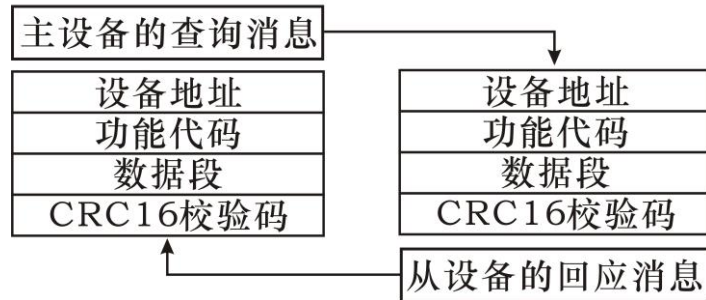 主设备的查询消息
设备地址
功能代码
数据段
CRC16校验码
设备地址
功能代码
数据段
CRC16校验码
从设备的回应消息